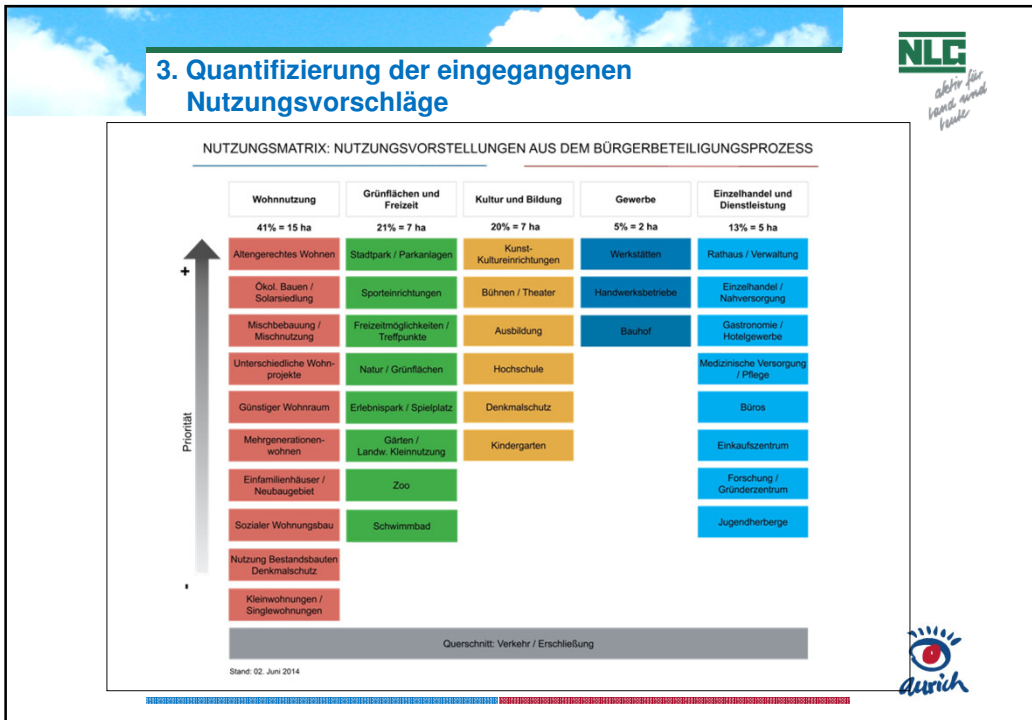 3. Quantifizierung der eingegangenen
Nutzungsvorschläge
NLG
aktiv für
Land und
Leute
NUTZUNGSMATRIX: NUTZUNGSVORSTELLUNGEN AUS DEM BÜRGERBETEILIGUNGSPROZESS
Priorität
+
-
Wohnnutzung
41% = 15 ha
Altengerechtes Wohnen
Ökol. Bauen /
Solarsiedlung
Mischbebauung /
Mischnutzung
Unterschiedliche Wohn-
projekte
Günstiger Wohnraum
Mehrgenerationen-
wohnen
Einfamilienhäuser /
Neubaugebiet
Sozialer Wohnungsbau
Nutzung Bestandsbauten
Denkmalschutz
Kleinwohnungen /
Singlewohnungen
Grünflächen und
Freizeit
21% = 7 ha
Stadtpark / Parkanlagen
Sporteinrichtungen
Freizeitmöglichkeiten /
Treffpunkte
Natur / Grünflächen
Erlebnispark / Spielplatz
Gärten /
Landw. Kleinnutzung
Zoo
Schwimmbad
Kultur und Bildung
20% = 7 ha
Kunst-
Kultureinrichtungen
Bühnen / Theater
Ausbildung
Hochschule
Denkmalschutz
Kindergarten
Gewerbe
5% = 2 ha
Werkstätten
Handwerksbetriebe
Bauhof
Einzelhandel und
Dienstleistung
13% = 5 ha
Rathaus / Verwaltung
Einzelhandel /
Nahversorgung
Gastronomie /
Hotelgewerbe
Medizinische Versorgung
/ Pflege
Büros
Einkaufszentrum
Forschung /
Gründerzentrum
Jugendherberge
Querschnitt: Verkehr / Erschließung
Stand: 02. Juni 2014
aurich